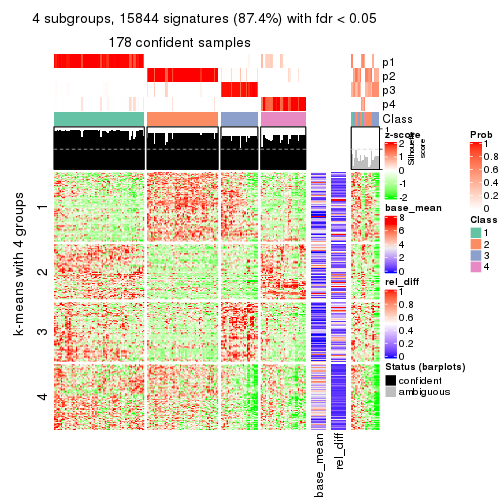 4 subgroups, 15844 signatures (87.4%) with fdr < 0.05
178 confident samples
p1
p2
p3
p4
Class
1
Silhouette
score
k-means with 4 groups
1
2
3
4
base_mean
rel_diff
z-score
2
0
-2
base_mean
8
6
4
2
0
rel_diff
1
0.8
0.6
0.4
0.2
0
Status (barplots)
confident
ambiguous
Prob
1
0.8
0.6
0.4
0.2
0
Class
1
2
3
4